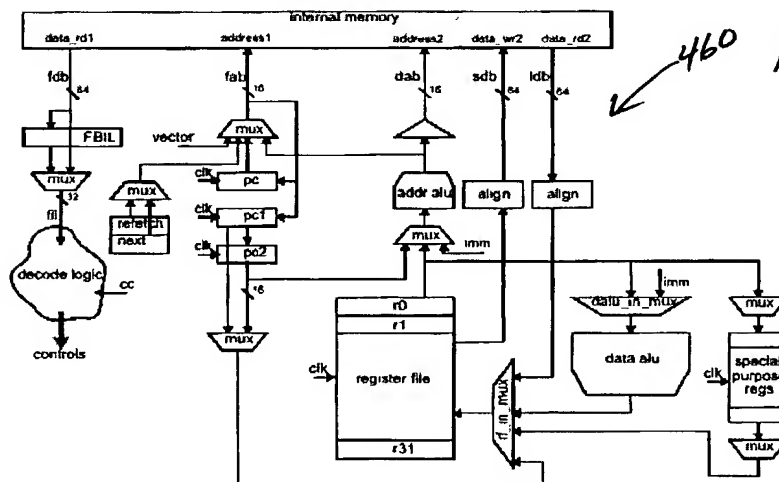 internal memory
data_rd1 address1 address2 data_wr2 data_rd2
460
fdb fab dab sdb ldb
64 16 16 64 64
FBIL
vector
mux
mux
clk pc
mux
32
fil
refetch
next
clk pc1
addr alu
align
align
clk pc2
mux
imm
decode logic
cc
16
controls
mux
r0
r1
clk
register file
r31
rf_in_mux
imm
dalu_in_mux
data alu
mux
clk
special
purpose
regs
mux